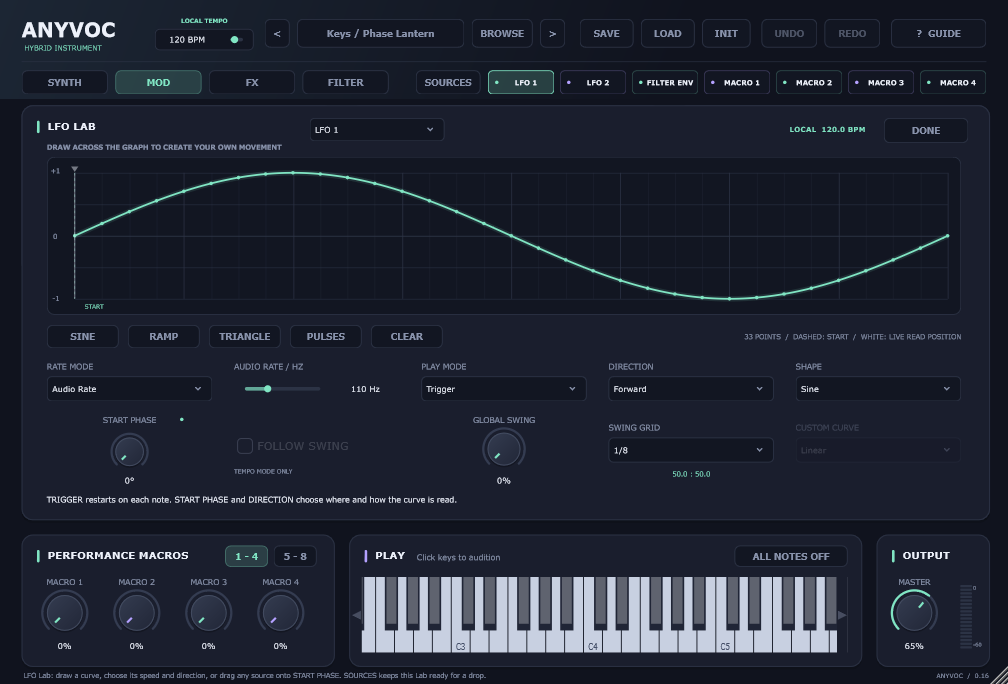 ANYVOC
HYBRID INSTRUMENT
LOCAL TEMPO
120 BPM
<
Keys / Phase Lantern
BROWSE
>
SAVE
LOAD
INIT
UNDO
REDO
? GUIDE
SYNTH
MOD
FX
FILTER
SOURCES
LFO 1
LFO 2
FILTER ENV
MACRO 1
MACRO 2
MACRO 3
MACRO 4
LFO LAB
LFO 1
LOCAL 120.0 BPM
DONE
DRAW ACROSS THE GRAPH TO CREATE YOUR OWN MOVEMENT
+1
0
-1
START
SINE
RAMP
TRIANGLE
PULSES
CLEAR
33 POINTS / DASHED: START / WHITE: LIVE READ POSITION
RATE MODE
AUDIO RATE / HZ
PLAY MODE
DIRECTION
SHAPE
Audio Rate
110 Hz
Trigger
Forward
Sine
START PHASE
GLOBAL SWING
SWING GRID
CUSTOM CURVE
FOLLOW SWING
1/8
Linear
TEMPO MODE ONLY
0°
0%
50.0 : 50.0
TRIGGER restarts on each note. START PHASE and DIRECTION choose where and how the curve is read.
PERFORMANCE MACROS
1 - 4
5 - 8
MACRO 1
MACRO 2
MACRO 3
MACRO 4
0%
0%
0%
0%
PLAY
Click keys to audition
ALL NOTES OFF
C3
C4
C5
OUTPUT
MASTER
0
-60
65%
LFO Lab: draw a curve, choose its speed and direction, or drag any source onto START PHASE. SOURCES keeps this Lab ready for a drop.
ANYVOC / 0.16